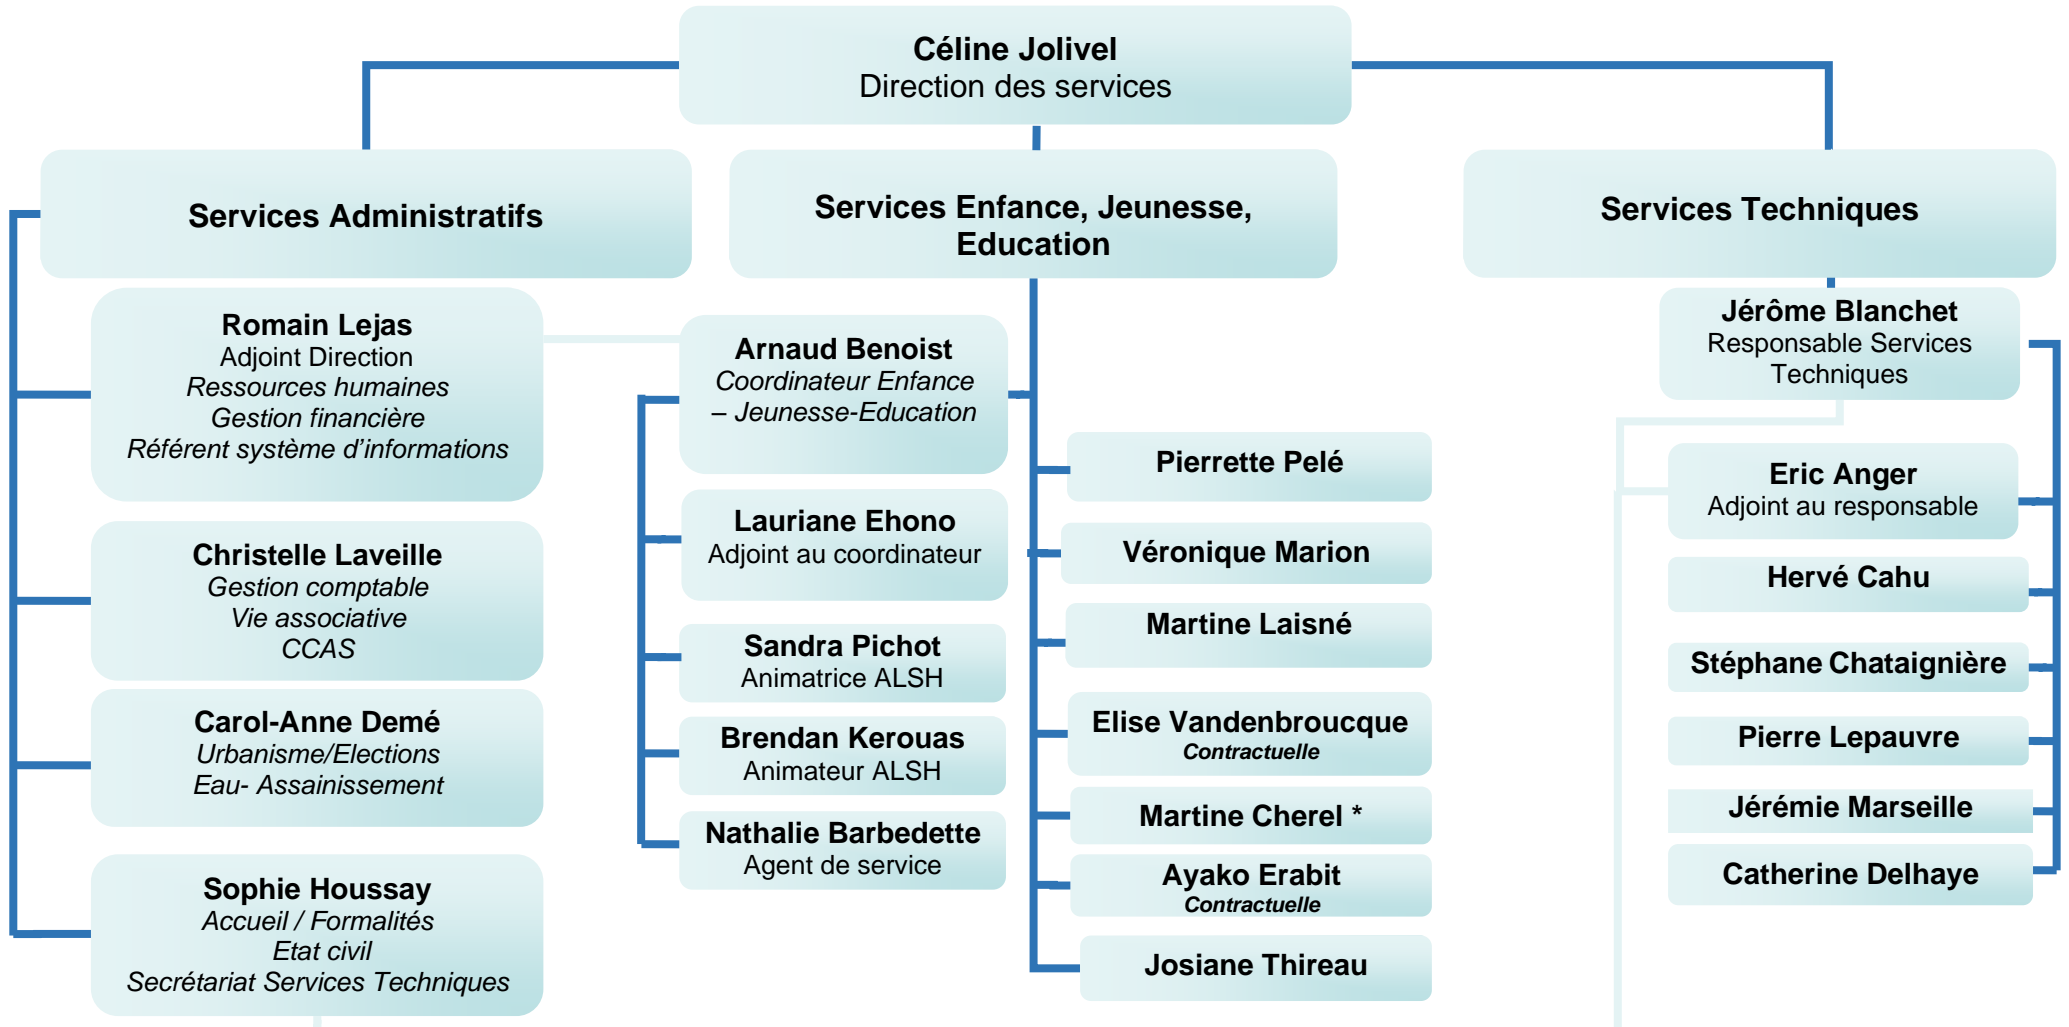 Céline Jolivel
Direction des services
Services Administratifs
Romain Lejas
Adjoint Direction
Ressources humaines
Gestion financière
Référent système d’informations
Christelle Laveille
Gestion comptable
Vie associative
CCAS
Carol-Anne Demé
Urbanisme/Elections
Eau- Assainissement
Sophie Houssay
Accueil / Formalités
Etat civil
Secrétariat Services Techniques
Services Enfance, Jeunesse,
Education
Arnaud Benoist
Coordinateur Enfance
– Jeunesse-Education
Lauriane Ehono
Adjoint au coordinateur
Sandra Pichot
Animatrice ALSH
Brendan Kerouas
Animateur ALSH
Nathalie Barbedette
Agent de service
Pierrette Pelé
Véronique Marion
Martine Laisné
Elise Vandenbroucque
Contractuelle
Martine Cherel *
Ayako Erabit
Contractuelle
Josiane Thireau
Services Techniques
Jérôme Blanchet
Responsable Services
Techniques
Eric Anger
Adjoint au responsable
Hervé Cahu
Stéphane Chataignière
Pierre Lepauvre
Jérémie Marseille
Catherine Delhaye